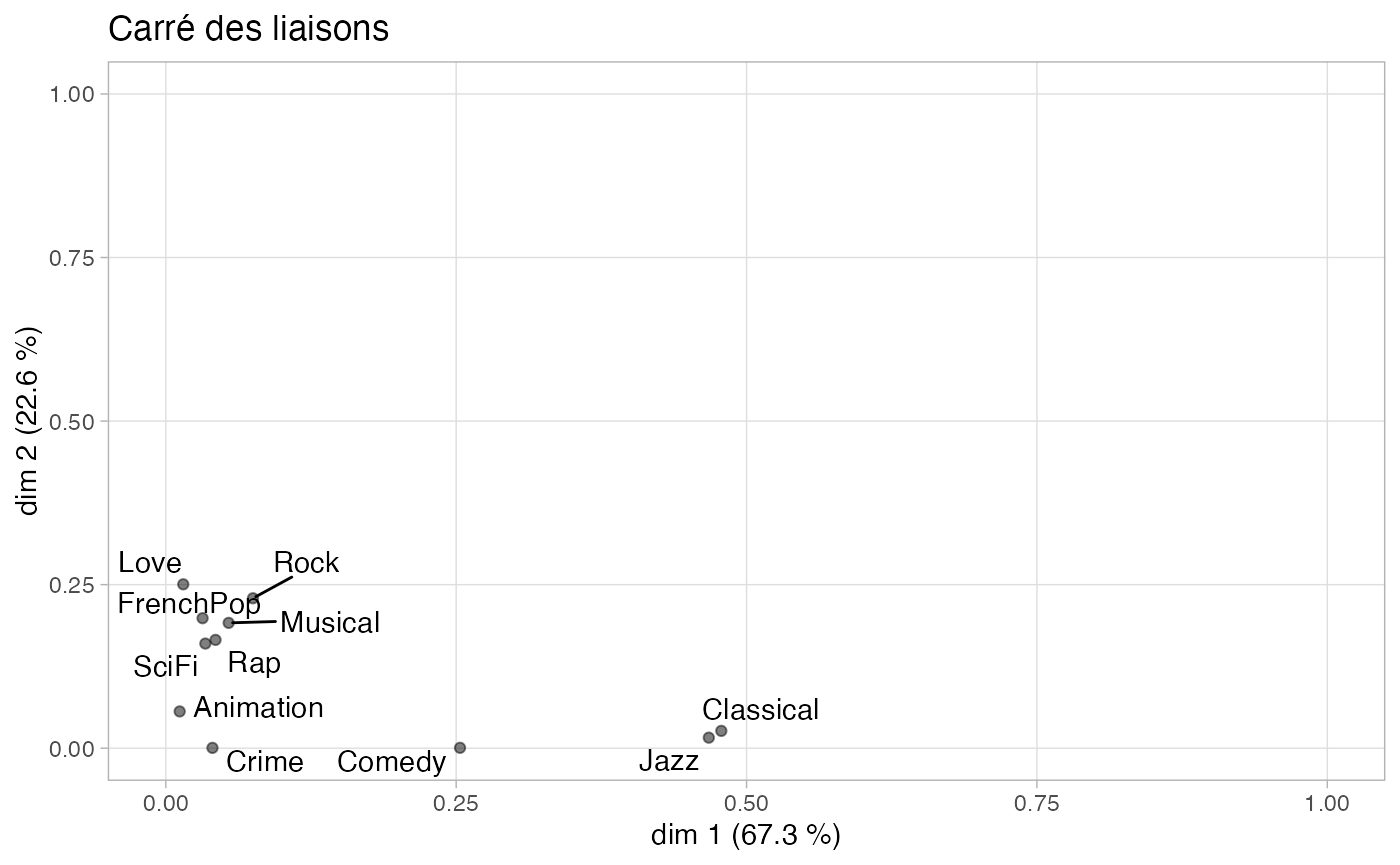 Carré des liaisons
1.00
0.75
0.50
0.25
0.00
dim 2 (22.6 %)
Love
Rock
FrenchPop
Musical
SciFi
Rap
Animation
Classical
Crime
Comedy
Jazz
0.00
0.25
0.50
0.75
1.00
dim 1 (67.3 %)